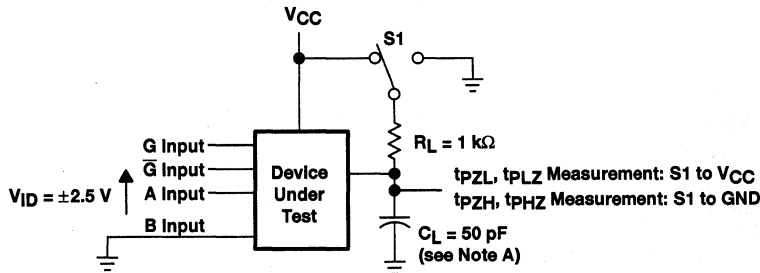 VCC
S1
RL = 1 kΩ
G Input
G̅ Input
A Input
B Input
VID = ±2.5 V
Device
Under
Test
tPZL, tPLZ Measurement: S1 to VCC
tPZH, tPHZ Measurement: S1 to GND
CL = 50 pF
(see Note A)